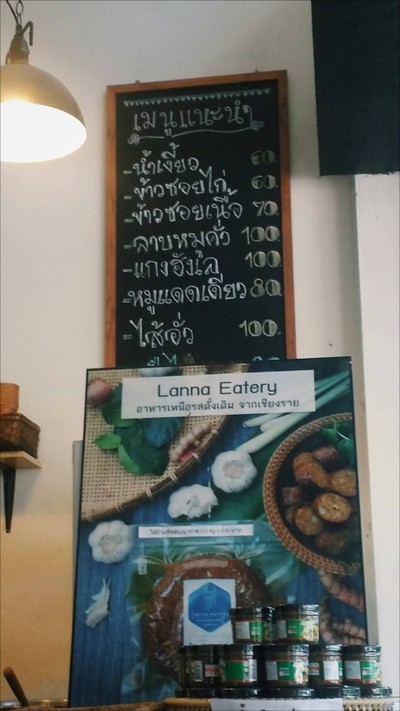 เมนูแนะนำ
-น้ำเงี้ยว 60.
-ข้าวซอยไก่ 60.
-ข้าวซอยเนื้อ 70.
-ลาบหมูคั่ว 100.
-แกงฮังเล 100.
-หมูแดดเดียว 80.
-ไส้อั่ว 100.
Lanna Eatery
อาหารเหนือรสดั้งเดิม จากเชียงราย